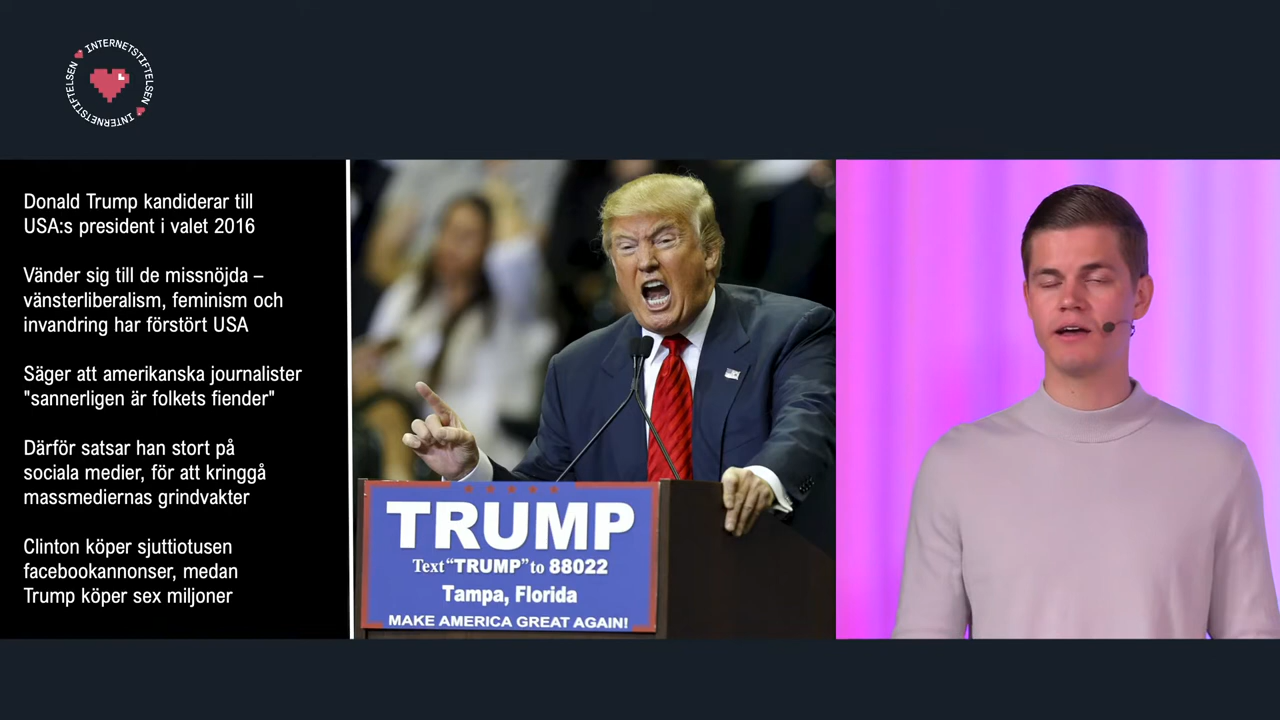 INTERNETSTIFTELSEN
INTERNETSTIFTELSEN
Donald Trump kandiderar till
USA:s president i valet 2016
Vänder sig till de missnöjda –
vänsterliberalism, feminism och
invandring har förstört USA
Säger att amerikanska journalister
"sannerligen är folkets fiender"
Därför satsar han stort på
sociala medier, för att kringgå
massmediernas grindvakter
Clinton köper sjuttiotusen
facebookannonser, medan
Trump köper sex miljoner
TRUMP
Text “TRUMP” to 88022
Tampa, Florida
MAKE AMERICA GREAT AGAIN!